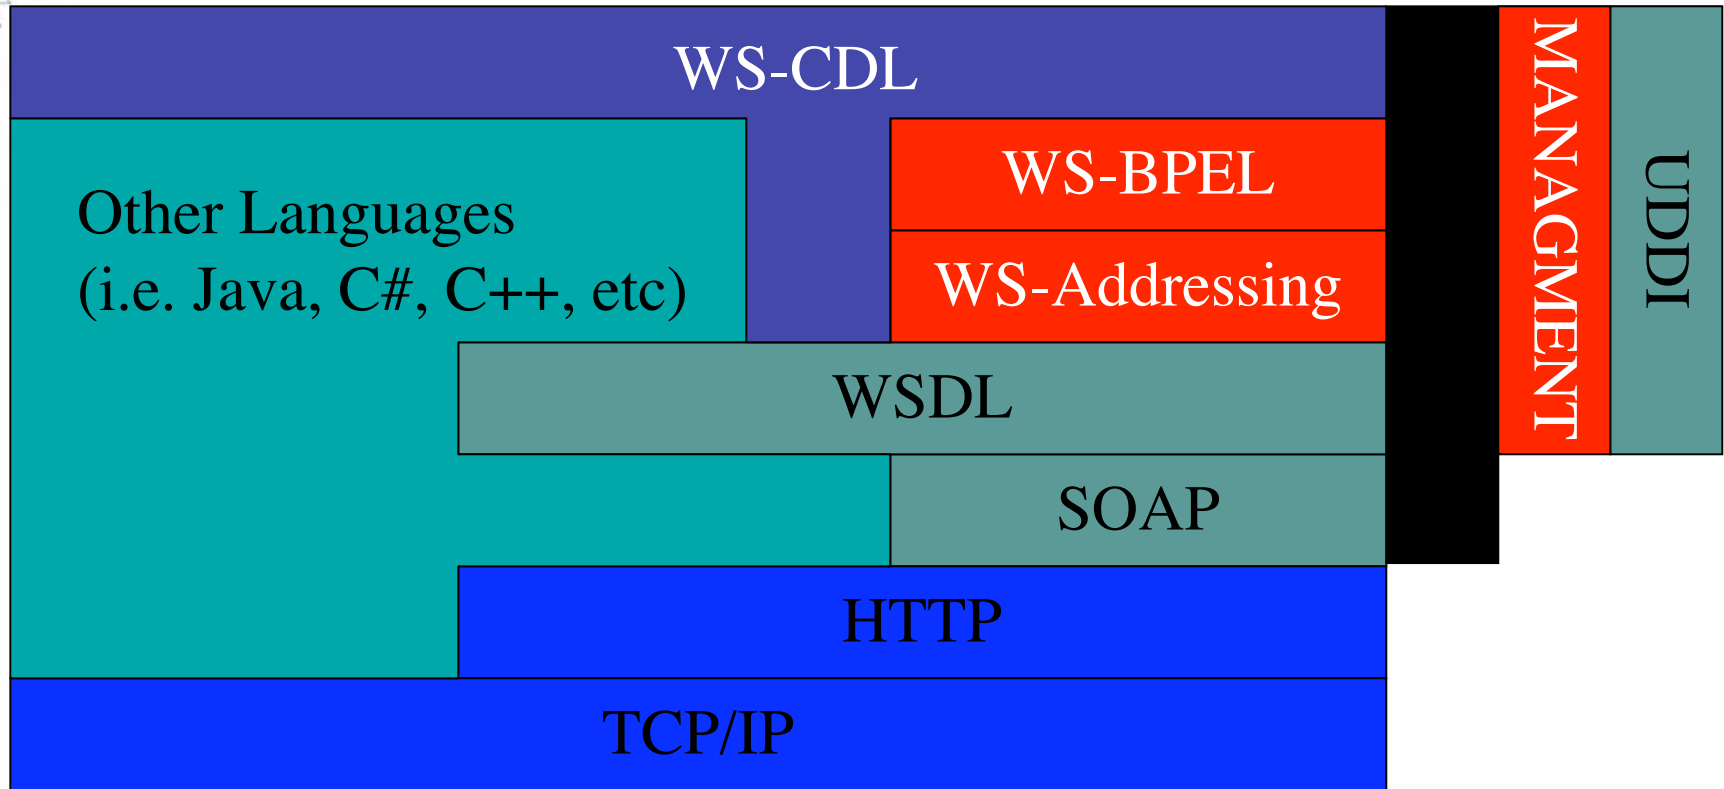 WS-CDL
Other Languages
(i.e. Java, C#, C++, etc)
WS-BPEL
WS-Addressing
WSDL
SOAP
HTTP
TCP/IP
MANAGMENT
UDDI